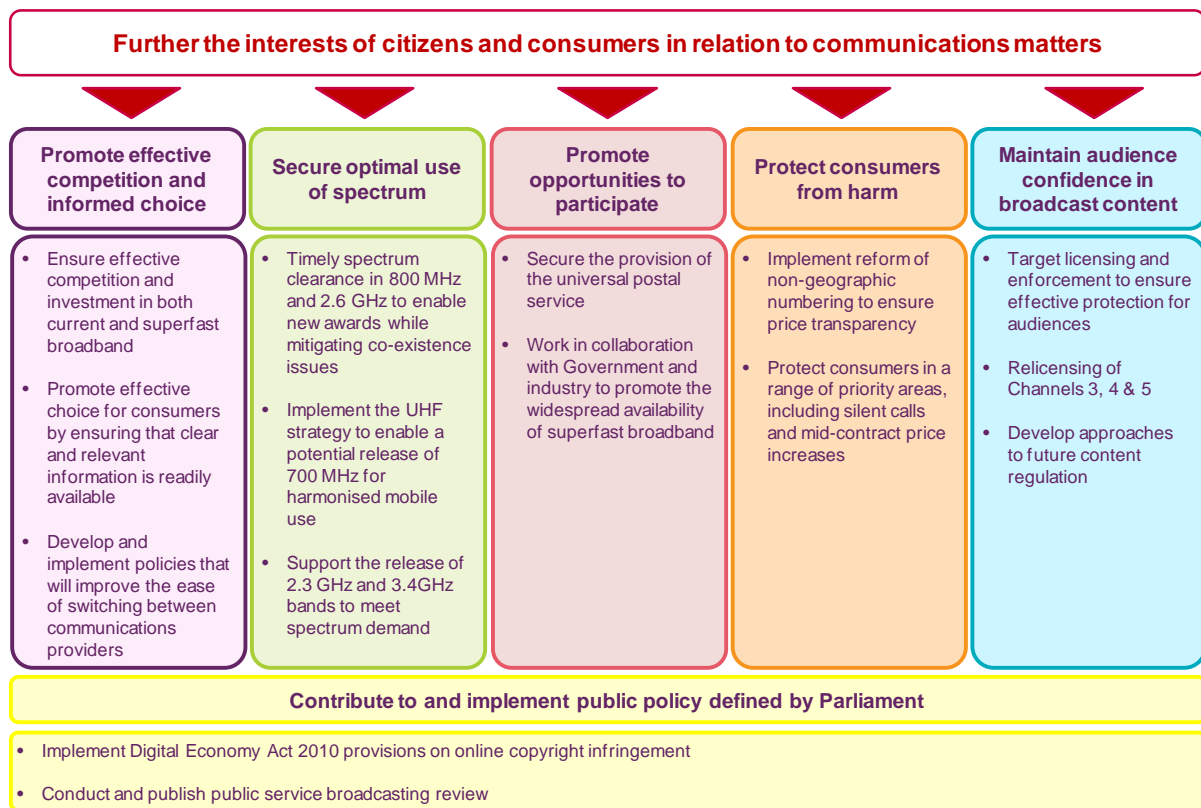 Further the interests of citizens and consumers in relation to communications matters
Promote effective
competition and
informed choice
• Ensure effective
competition and
investment in both
current and superfast
broadband
• Promote effective
choice for consumers
by ensuring that clear
and relevant
information is readily
available
• Develop and
implement policies that
will improve the ease
of switching between
communications
providers
Secure optimal use
of spectrum
• Timely spectrum
clearance in 800 MHz
and 2.6 GHz to enable
new awards while
mitigating co-existence
issues
• Implement the UHF
strategy to enable a
potential release of
700 MHz for
harmonised mobile
use
• Support the release of
2.3 GHz and 3.4GHz
bands to meet
spectrum demand
Promote
opportunities to
participate
• Secure the provision of
the universal postal
service
• Work in collaboration
with Government and
industry to promote the
widespread availability
of superfast broadband
Protect consumers
from harm
• Implement reform of
non-geographic
numbering to ensure
price transparency
• Protect consumers in a
range of priority areas,
including silent calls
and mid-contract price
increases
Maintain audience
confidence in
broadcast content
• Target licensing and
enforcement to ensure
effective protection for
audiences
• Relicensing of
Channels 3, 4 & 5
• Develop approaches
to future content
regulation
Contribute to and implement public policy defined by Parliament
• Implement Digital Economy Act 2010 provisions on online copyright infringement
• Conduct and publish public service broadcasting review